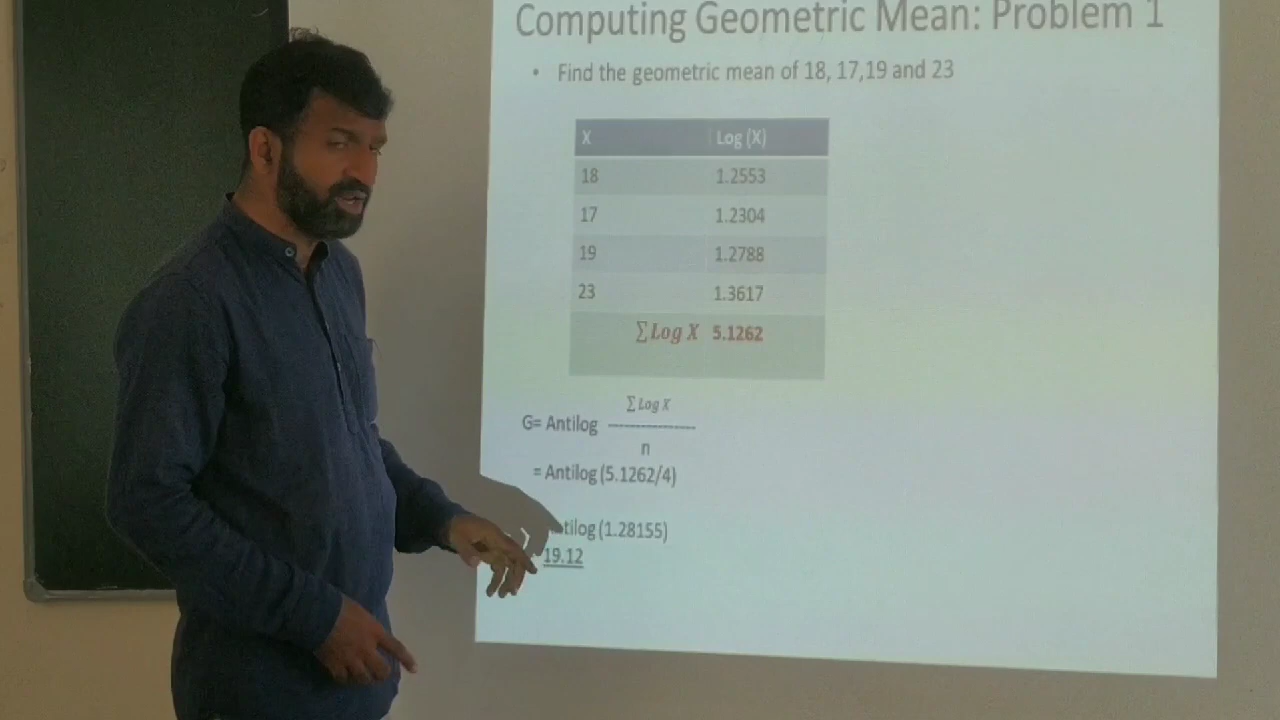 Computing Geometric Mean: Problem 1
• Find the geometric mean of 18, 17,19 and 23
X Log (X)
18 1.2553
17 1.2304
19 1.2788
23 1.3617
∑Log X 5.1262
∑Log X
G= Antilog ----------------
n
= Antilog (5.1262/4)
tilog (1.28155)
19.12